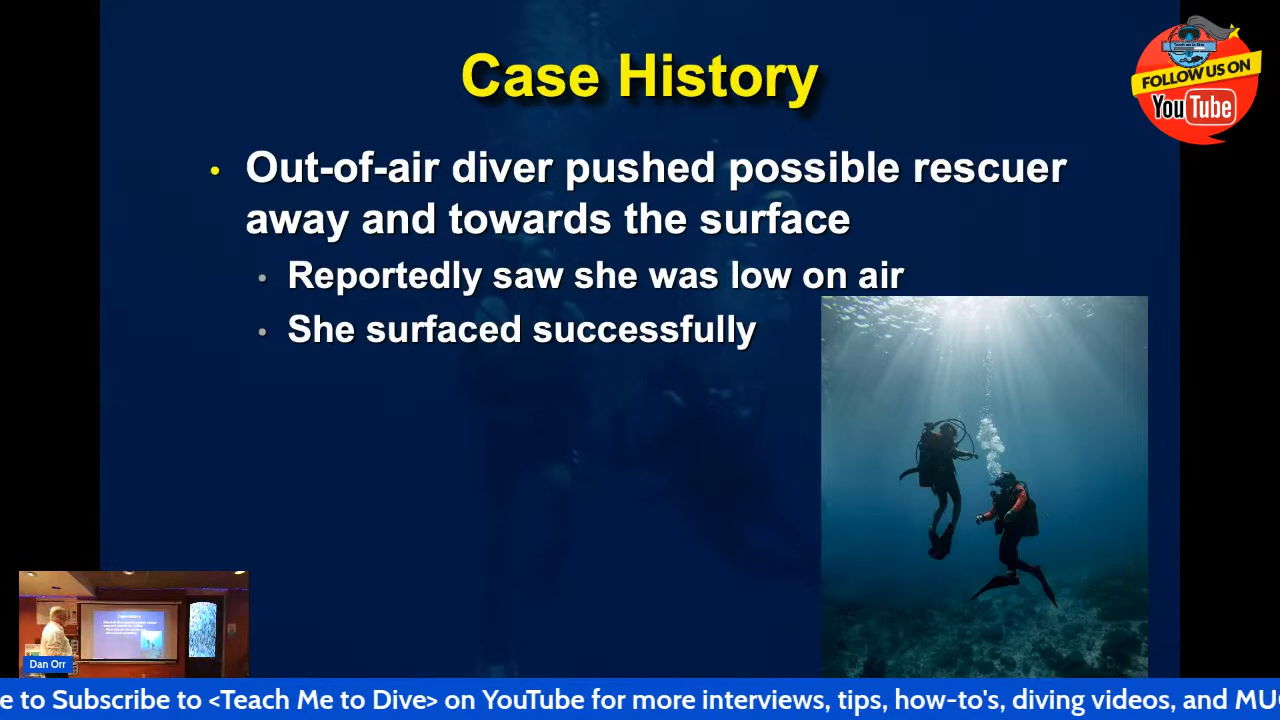 Case History
FOLLOW US ON
YouTube
• Out-of-air diver pushed possible rescuer
away and towards the surface
• Reportedly saw she was low on air
• She surfaced successfully
Case History
Dan Orr
e to Subscribe to <Teach Me to Dive> on YouTube for more interviews, tips, how-to's, diving videos, and MU